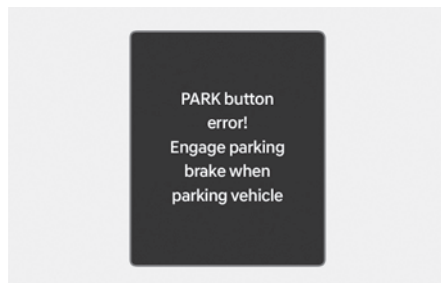 PARK button
error!
Engage parking
brake when
parking vehicle